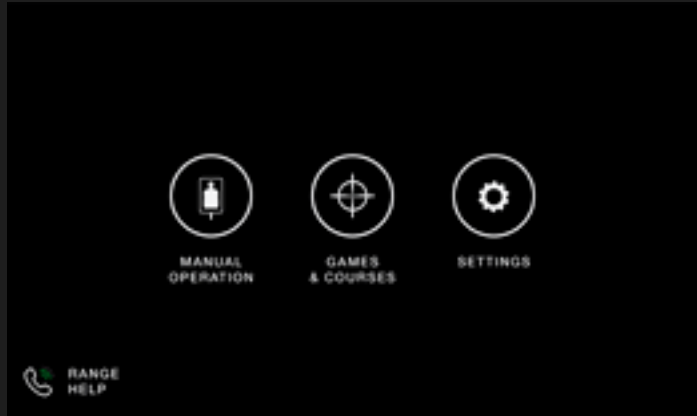 MANUAL
OPERATION
GAMES
& COURSES
SETTINGS
RANGE
HELP